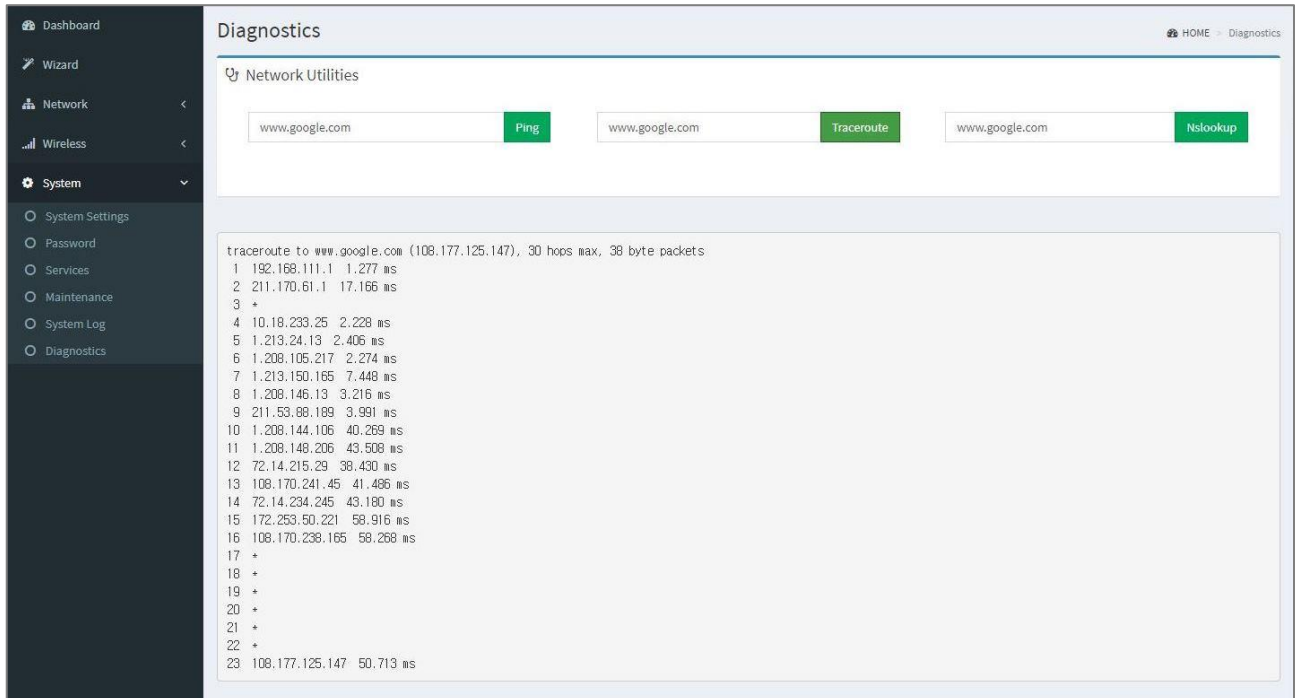 Dashboard
Wizard
Network
Wireless
System
System Settings
Password
Services
Maintenance
System Log
Diagnostics
Diagnostics
HOME > Diagnostics
Network Utilities
www.google.com Ping www.google.com Traceroute www.google.com Nslookup
traceroute to www.google.com (108.177.125.147), 30 hops max, 38 byte packets
1 192.168.111.1 1.277 ms
2 211.170.61.1 17.166 ms
3 *
4 10.18.233.25 2.228 ms
5 1.213.24.13 2.406 ms
6 1.208.105.217 2.274 ms
7 1.213.150.165 7.448 ms
8 1.208.146.13 3.216 ms
9 211.53.88.189 3.991 ms
10 1.208.144.106 40.269 ms
11 1.208.148.206 43.508 ms
12 72.14.215.29 38.430 ms
13 108.170.241.45 41.486 ms
14 72.14.234.245 43.180 ms
15 172.253.50.221 58.916 ms
16 108.170.238.165 58.268 ms
17 *
18 *
19 *
20 *
21 *
22 *
23 108.177.125.147 50.713 ms